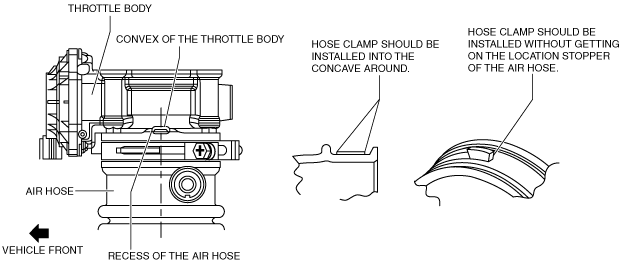 THROTTLE BODY
CONVEX OF THE THROTTLE BODY
HOSE CLAMP SHOULD BE
INSTALLED INTO THE
CONCAVE AROUND.
HOSE CLAMP SHOULD BE
INSTALLED WITHOUT GETTING
ON THE LOCATION STOPPER
OF THE AIR HOSE.
AIR HOSE
VEHICLE FRONT
RECESS OF THE AIR HOSE